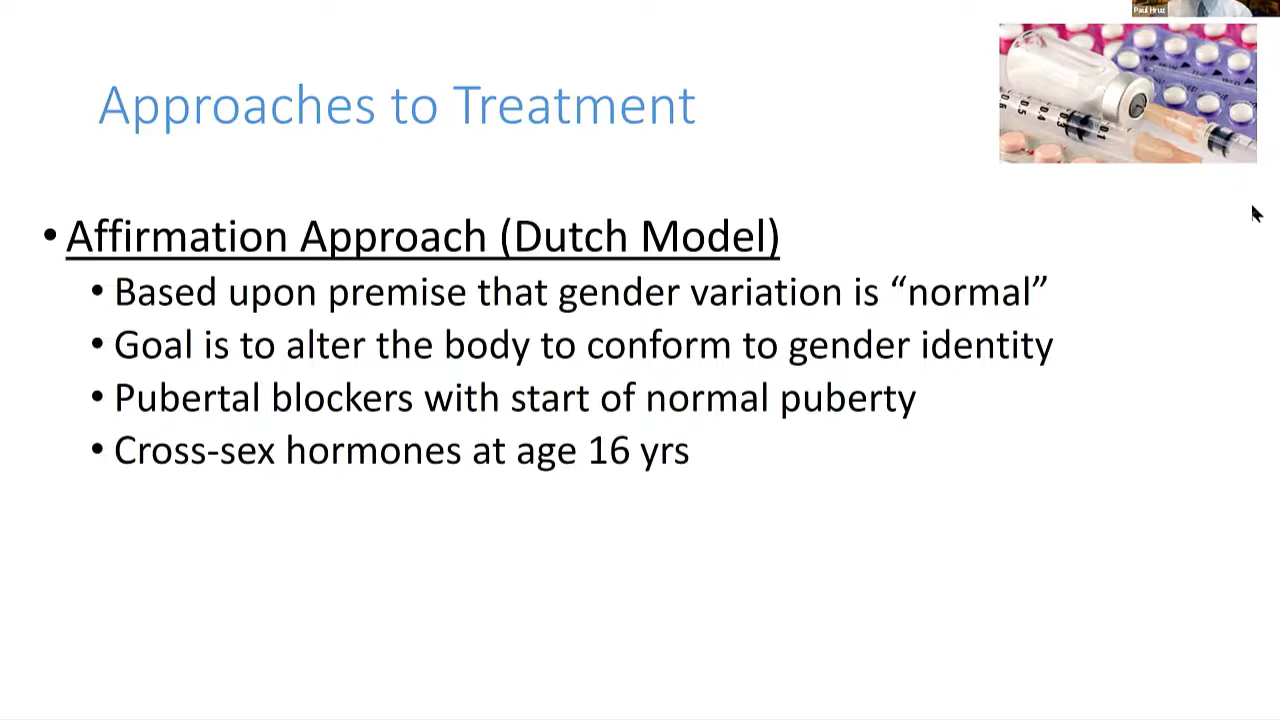 Paul Hruz
Approaches to Treatment
• Affirmation Approach (Dutch Model)
• Based upon premise that gender variation is “normal”
• Goal is to alter the body to conform to gender identity
• Pubertal blockers with start of normal puberty
• Cross-sex hormones at age 16 yrs